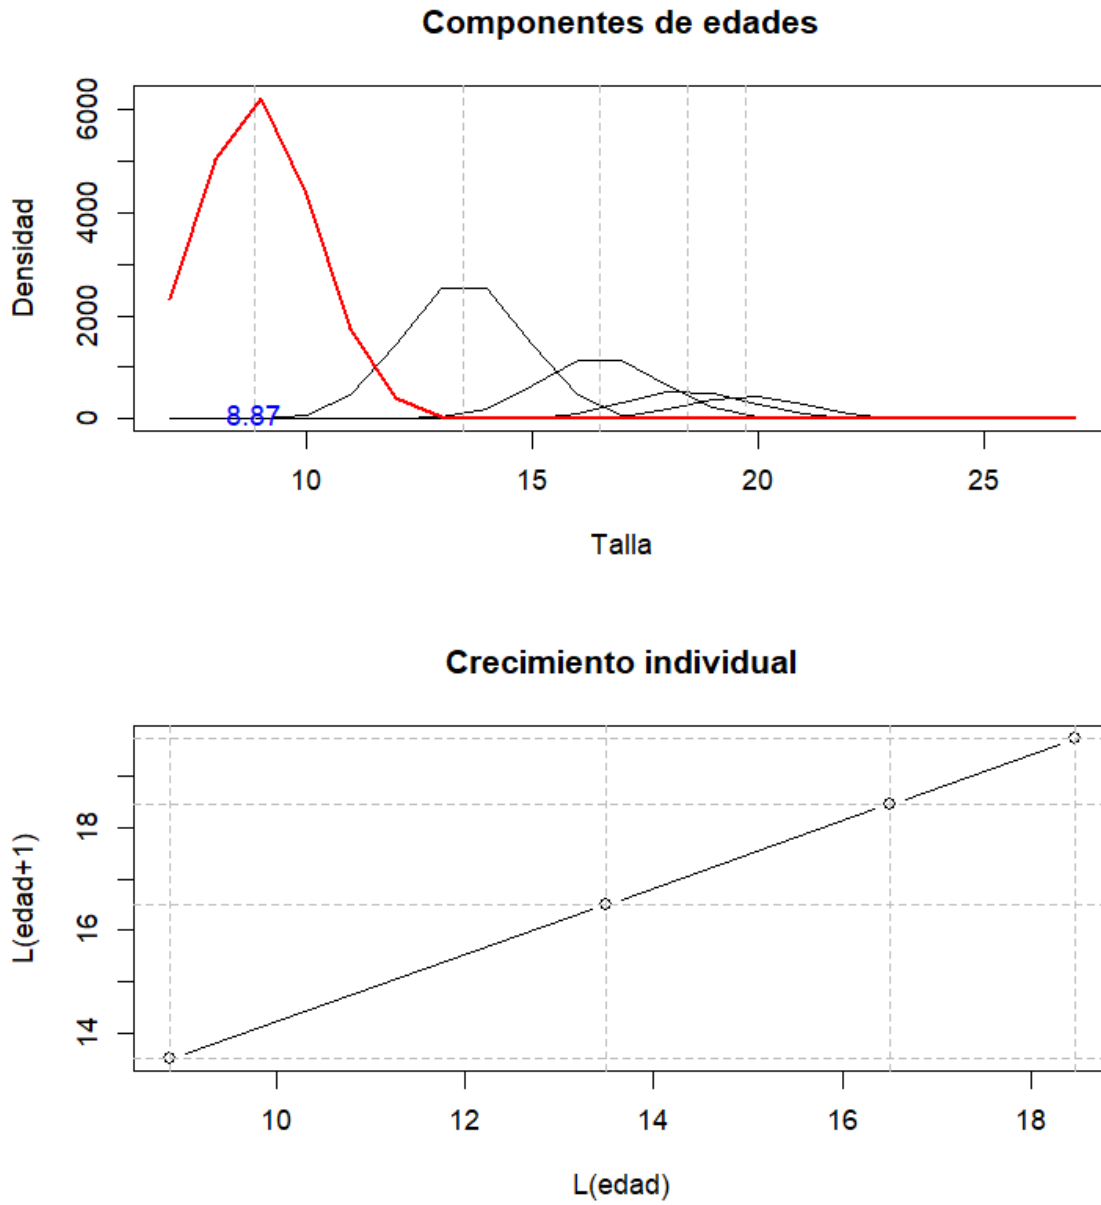 Componentes de edades
Densidad
6000
4000
2000
0
8.87
10 15 20 25
Talla
Crecimiento individual
L(edad+1)
18
16
14
10 12 14 16 18
L(edad)